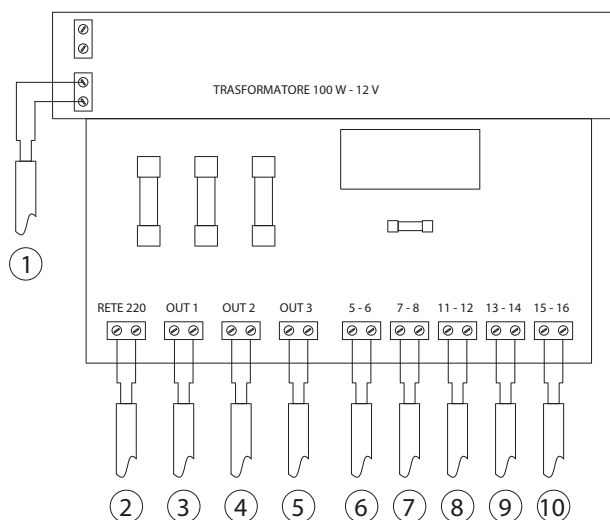 TRASFORMATORE 100 W - 12 V
1
RETE 220 OUT 1 OUT 2 OUT 3 5 - 6 7 - 8 11 - 12 13 - 14 15 - 16
2 3 4 5 6 7 8 9 10